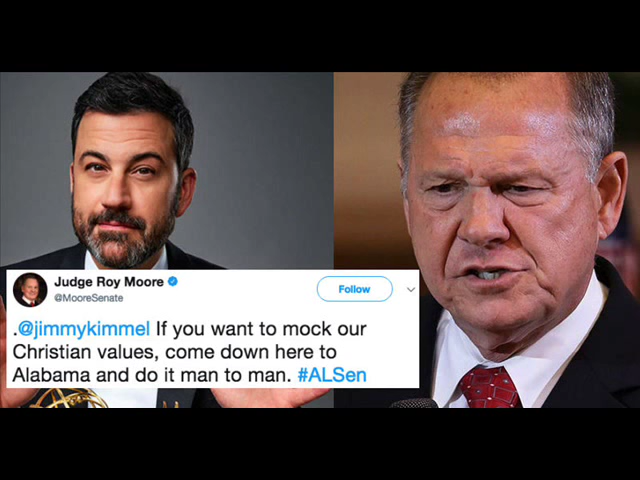 Judge Roy Moore
@MooreSenate
Follow
.@jimmykimmel If you want to mock our
Christian values, come down here to
Alabama and do it man to man. #ALSen